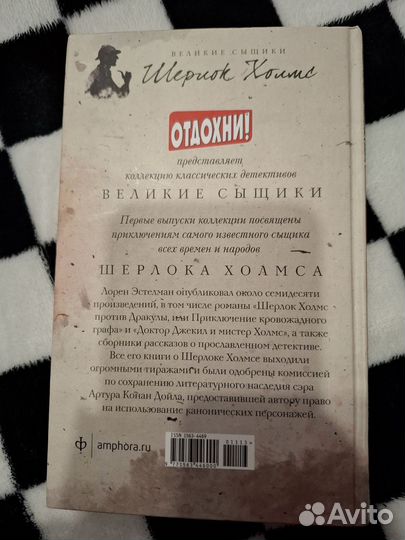 ВЕЛИКИЕ СЫЩИКИ
Шерлок Холмс
ОТДОХНИ!
представляет
коллекцию классических детективов
ВЕЛИКИЕ СЫЩИКИ
Первые выпуски коллекции посвящены
приключениям самого известного сыщика
всех времен и народов
ШЕРЛОКА ХОЛМСА
Лорен Эстелман опубликовал около семидесяти
произведений, в том числе романы «Шерлок Холмс
против Дракулы, или Приключение кровожадного
графа» и «Доктор Джекил и мистер Холмс», а также
сборники рассказов о прославленном детективе.
Все его книги о Шерлоке Холмсе выходили
огромными тиражами и были одобрены комиссией
по сохранению литературного наследия сэра
Артура Конан Дойла, предоставившей автору право
на использование канонических персонажей.
ф amphora.ru
Avito